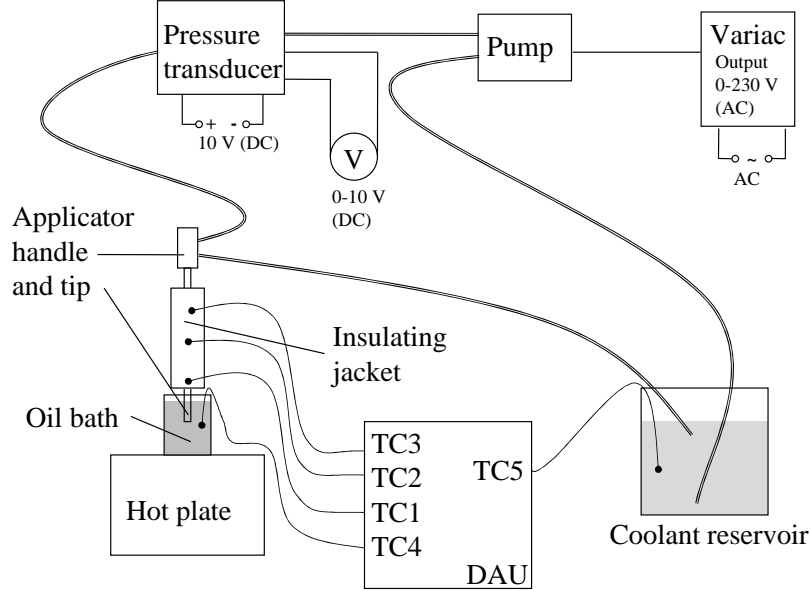 Pressure
transducer
+ -
10 V (DC)
V
0-10 V
(DC)
Pump
Variac
Output
0-230 V
(AC)
~
AC
Applicator
handle
and tip
Insulating
jacket
Oil bath
Hot plate
TC3
TC2
TC1
TC4
TC5
DAU
Coolant reservoir